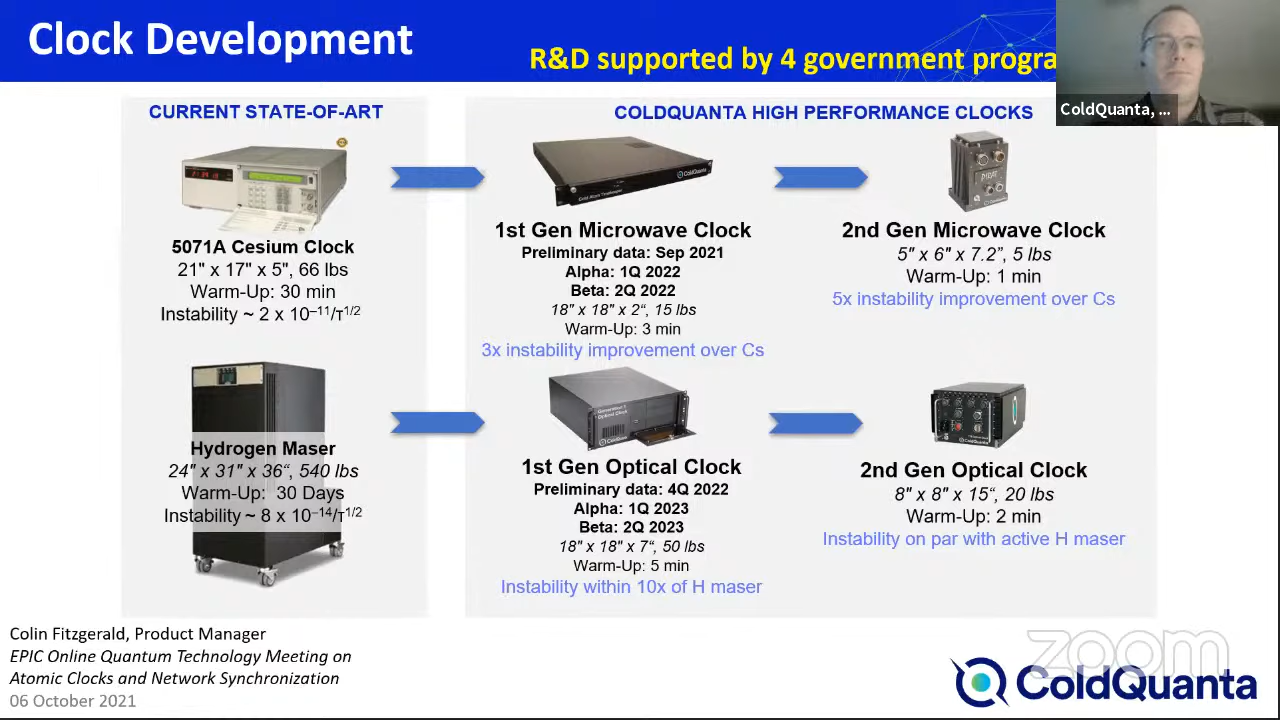 Clock Development
R&D supported by 4 government progra
ColdQuanta, ...
CURRENT STATE-OF-ART
5071A Cesium Clock
21" x 17" x 5", 66 lbs
Warm-Up: 30 min
Instability ~ 2 x 10⁻¹¹/τ¹/²
Hydrogen Maser
24" x 31" x 36“, 540 lbs
Warm-Up: 30 Days
Instability ~ 8 x 10⁻¹⁴/τ¹/²
COLDQUANTA HIGH PERFORMANCE CLOCKS
ColdQuanta
1st Gen Microwave Clock
Preliminary data: Sep 2021
Alpha: 1Q 2022
Beta: 2Q 2022
18" x 18" x 2“, 15 lbs
Warm-Up: 3 min
3x instability improvement over Cs
2nd Gen Microwave Clock
5" x 6" x 7.2”, 5 lbs
Warm-Up: 1 min
5x instability improvement over Cs
ColdQuanta
1st Gen Optical Clock
Preliminary data: 4Q 2022
Alpha: 1Q 2023
Beta: 2Q 2023
18" x 18" x 7“, 50 lbs
Warm-Up: 5 min
Instability within 10x of H maser
2nd Gen Optical Clock
8" x 8" x 15“, 20 lbs
Warm-Up: 2 min
Instability on par with active H maser
Colin Fitzgerald, Product Manager
EPIC Online Quantum Technology Meeting on
Atomic Clocks and Network Synchronization
06 October 2021
zoom
ColdQuanta